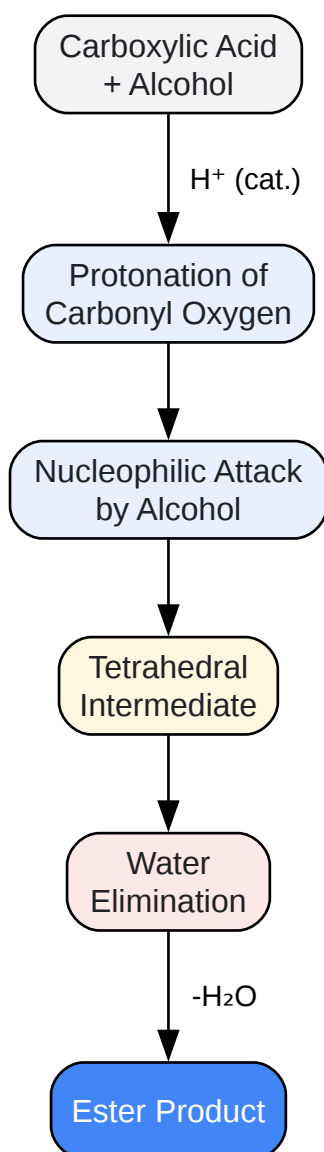 Carboxylic Acid
+ Alcohol
H⁺ (cat.)
Protonation of
Carbonyl Oxygen
Nucleophilic Attack
by Alcohol
Tetrahedral
Intermediate
Water
Elimination
-H₂O
Ester Product